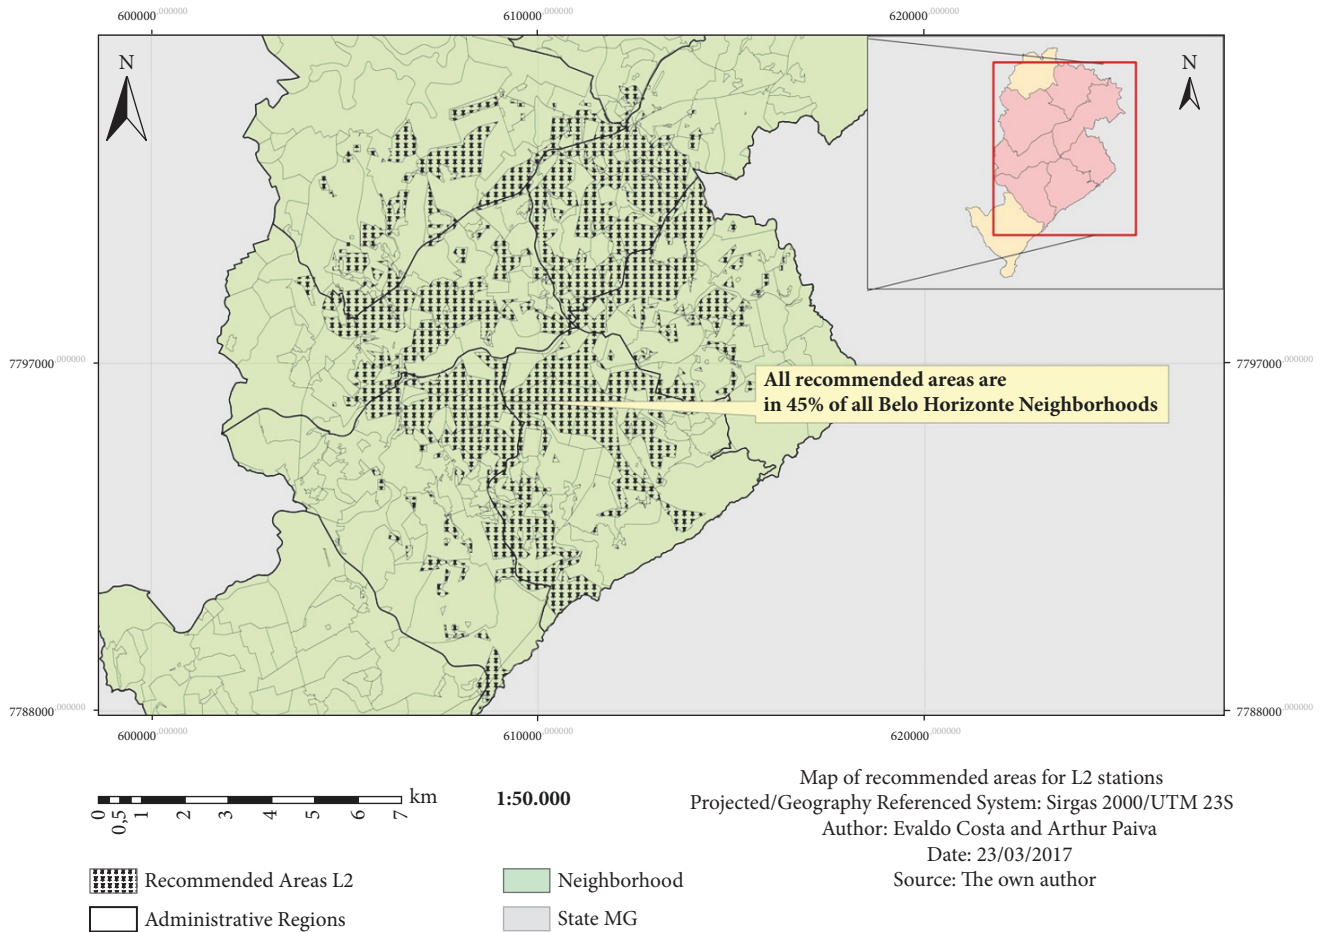 600000,000000 610000,000000 620000,000000
N
N
7797000,000000 7797000,000000
All recommended areas are
in 45% of all Belo Horizonte Neighborhoods
7788000,000000 7788000,000000
600000,000000 610000,000000 620000,000000
0 0,5 1 2 3 4 5 6 7 km
1:50.000
Map of recommended areas for L2 stations
Projected/Geography Referenced System: Sirgas 2000/UTM 23S
Author: Evaldo Costa and Arthur Paiva
Date: 23/03/2017
Source: The own author
Recommended Areas L2
Neighborhood
Administrative Regions
State MG